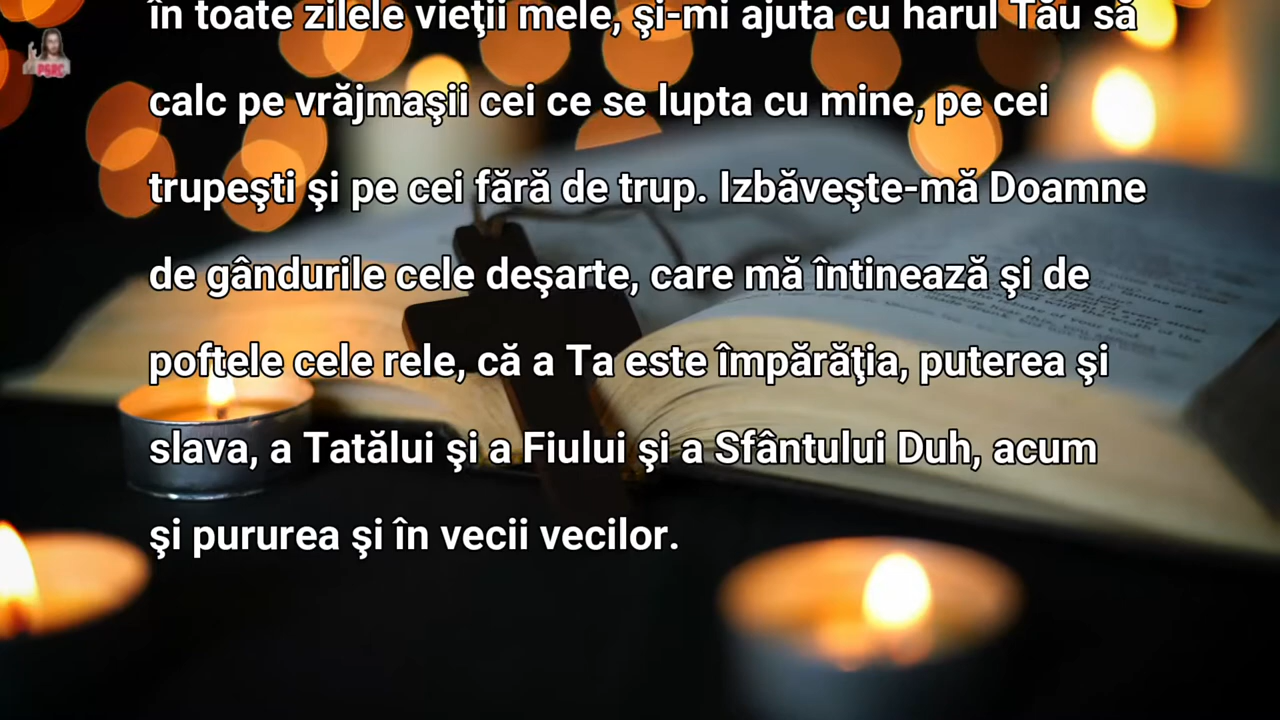 în toate zilele vieţii mele, şi-mi ajuta cu harul Tău să
calc pe vrăjmaşii cei ce se lupta cu mine, pe cei
trupeşti şi pe cei fără de trup. Izbăveşte-mă Doamne
de gândurile cele deşarte, care mă întinează şi de
poftele cele rele, că a Ta este împărăţia, puterea şi
slava, a Tatălui şi a Fiului şi a Sfântului Duh, acum
şi pururea şi în vecii vecilor.